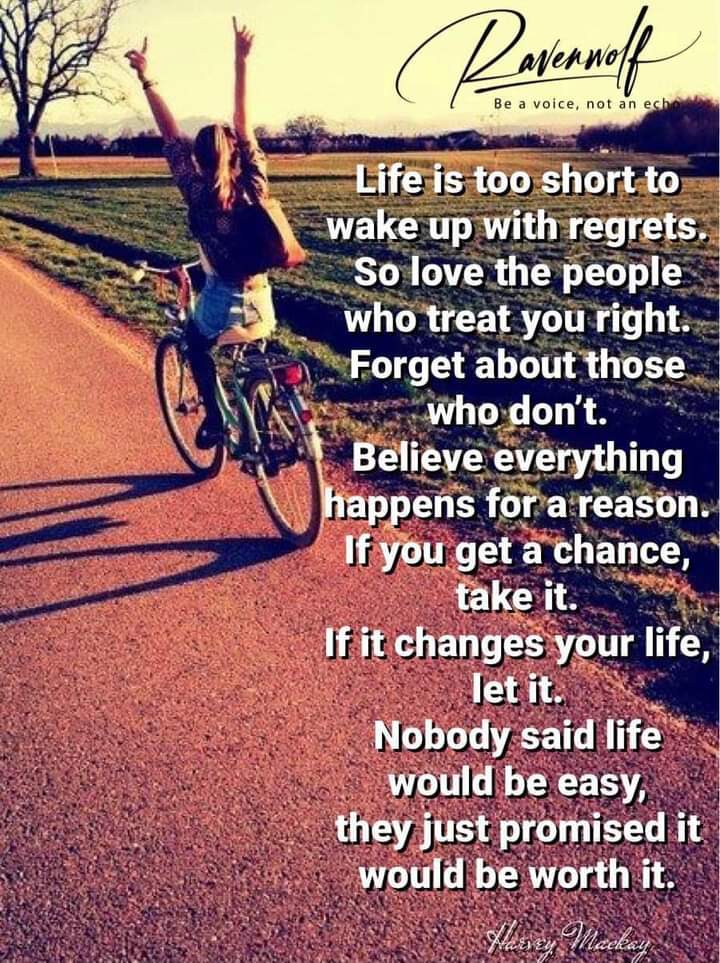 Ravenwolf
Be a voice, not an echo
Life is too short to
wake up with regrets.
So love the people
who treat you right.
Forget about those
who don't.
Believe everything
happens for a reason.
If you get a chance,
take it.
If it changes your life,
let it.
Nobody said life
would be easy,
they just promised it
would be worth it.
Harvey Mackay